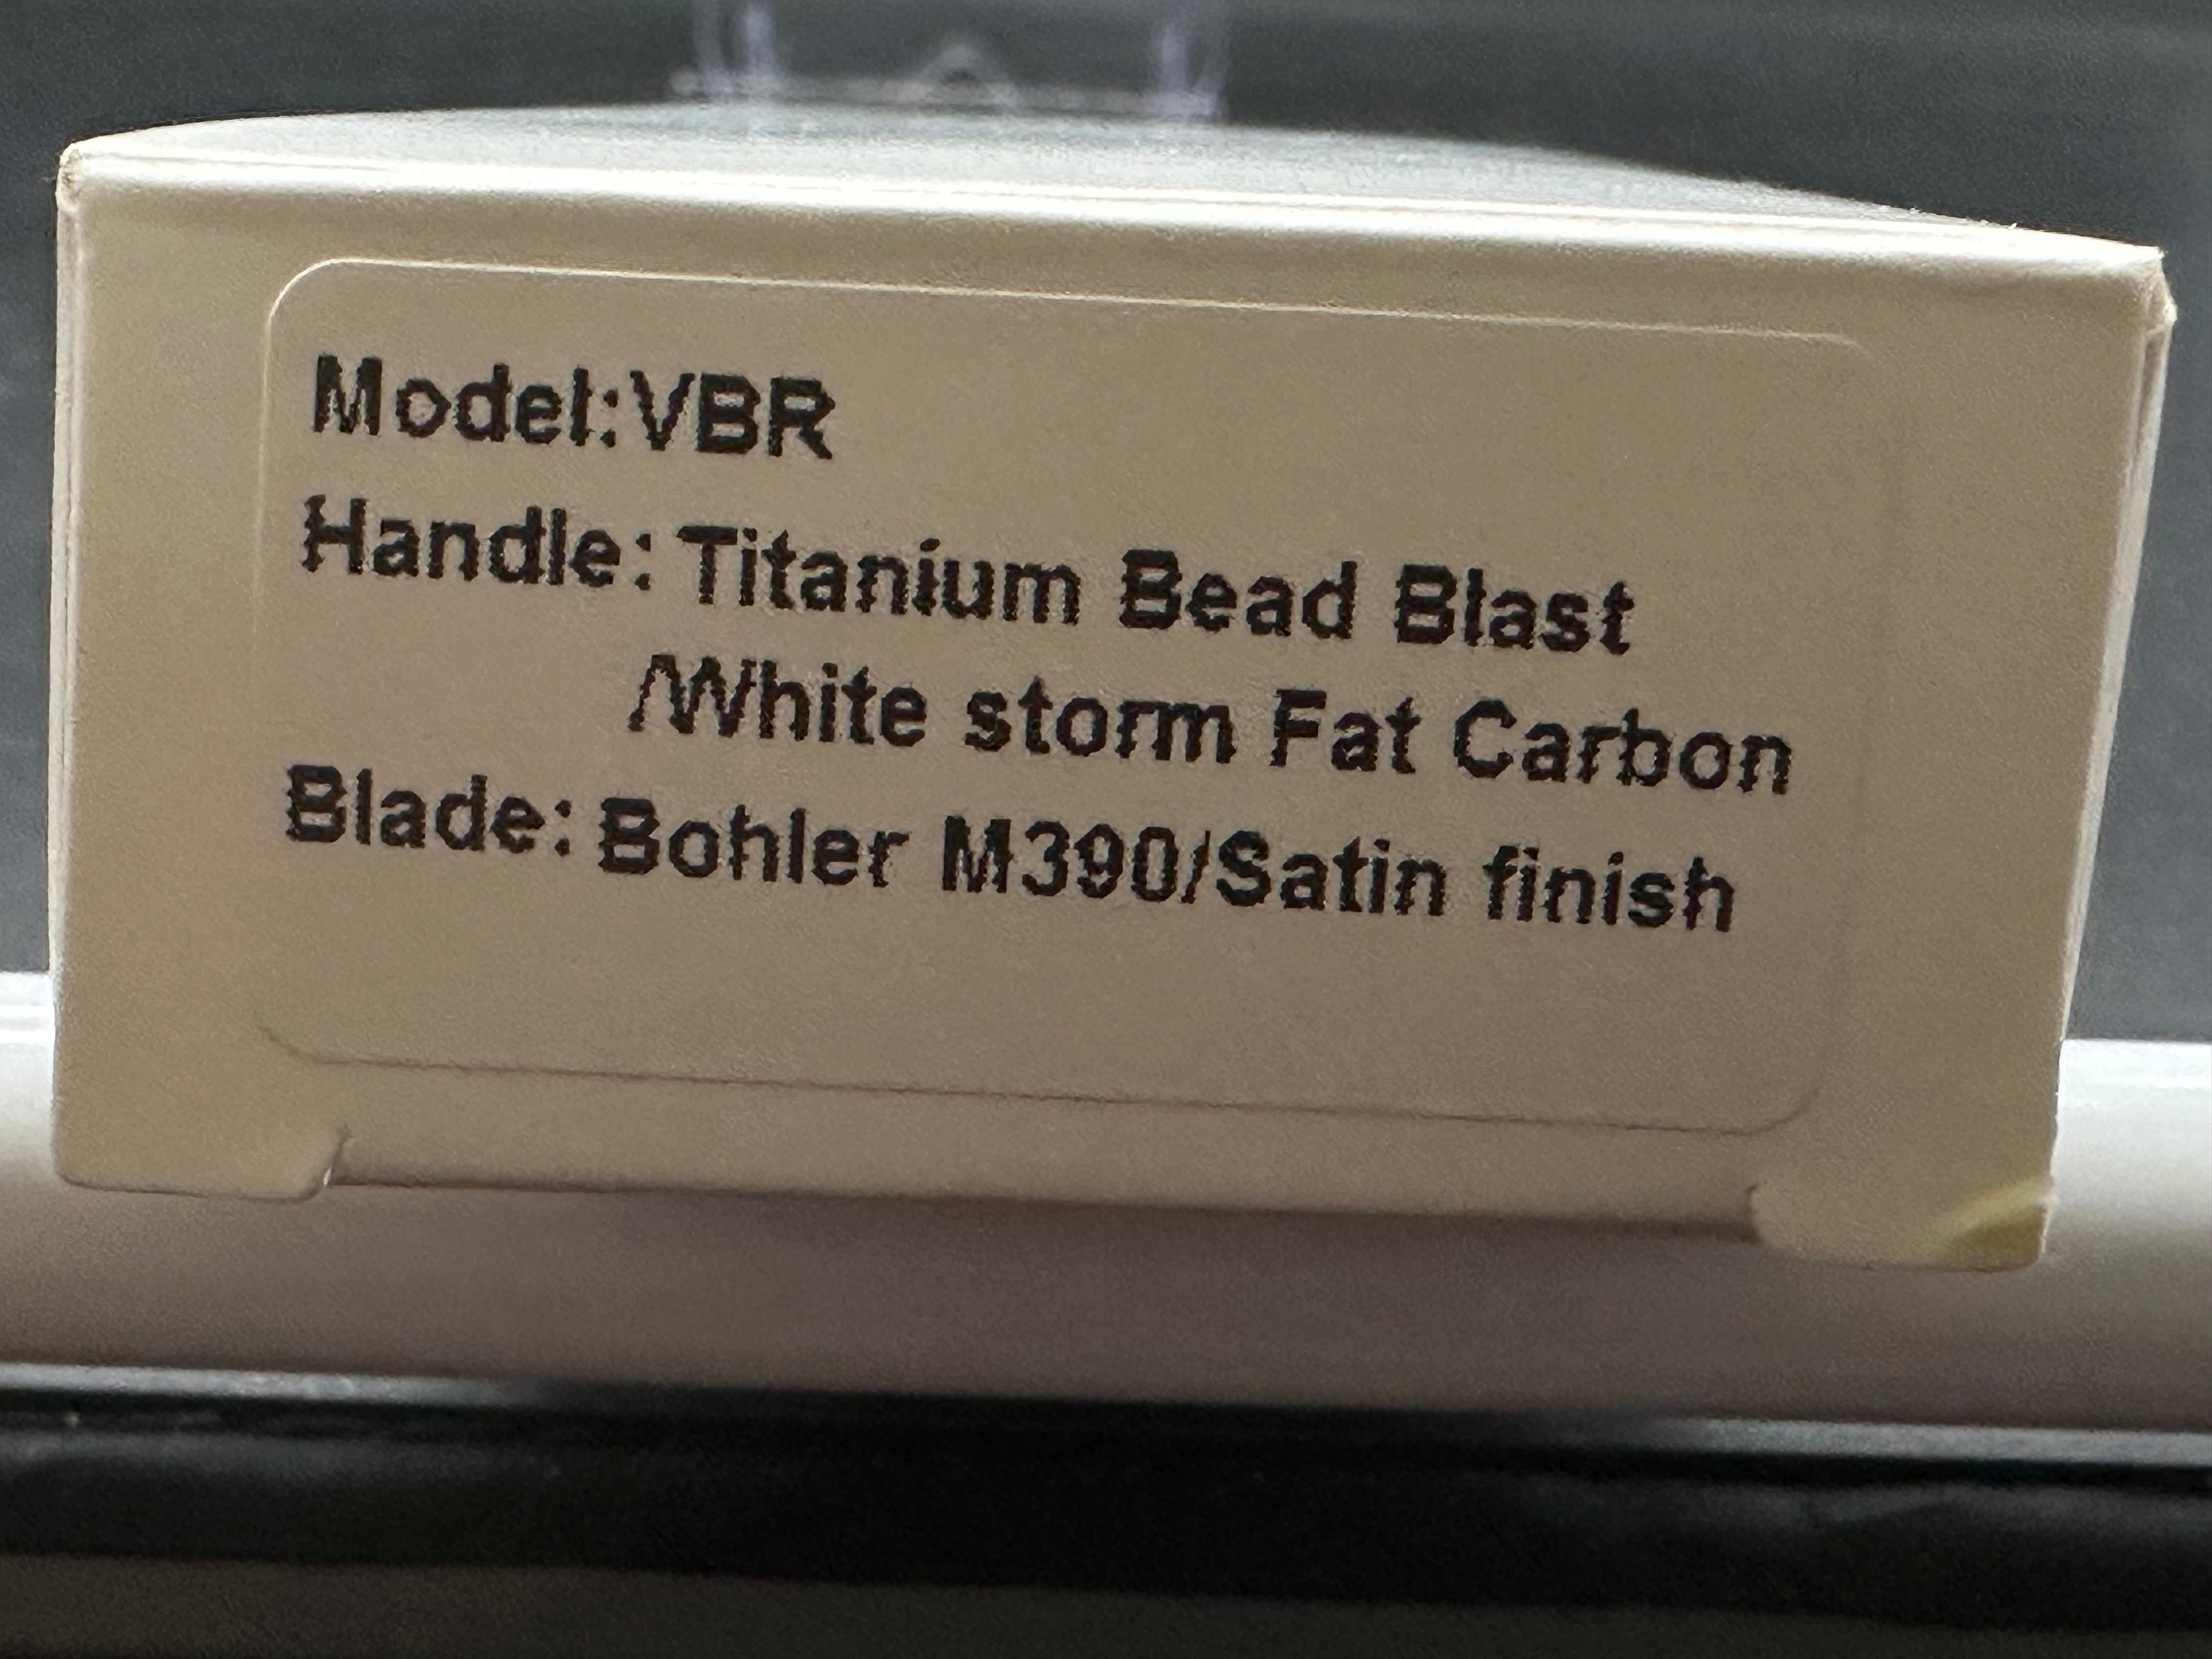 Model:VBR
Handle: Titanium Bead Blast
/White storm Fat Carbon
Blade: Bohler M390/Satin finish